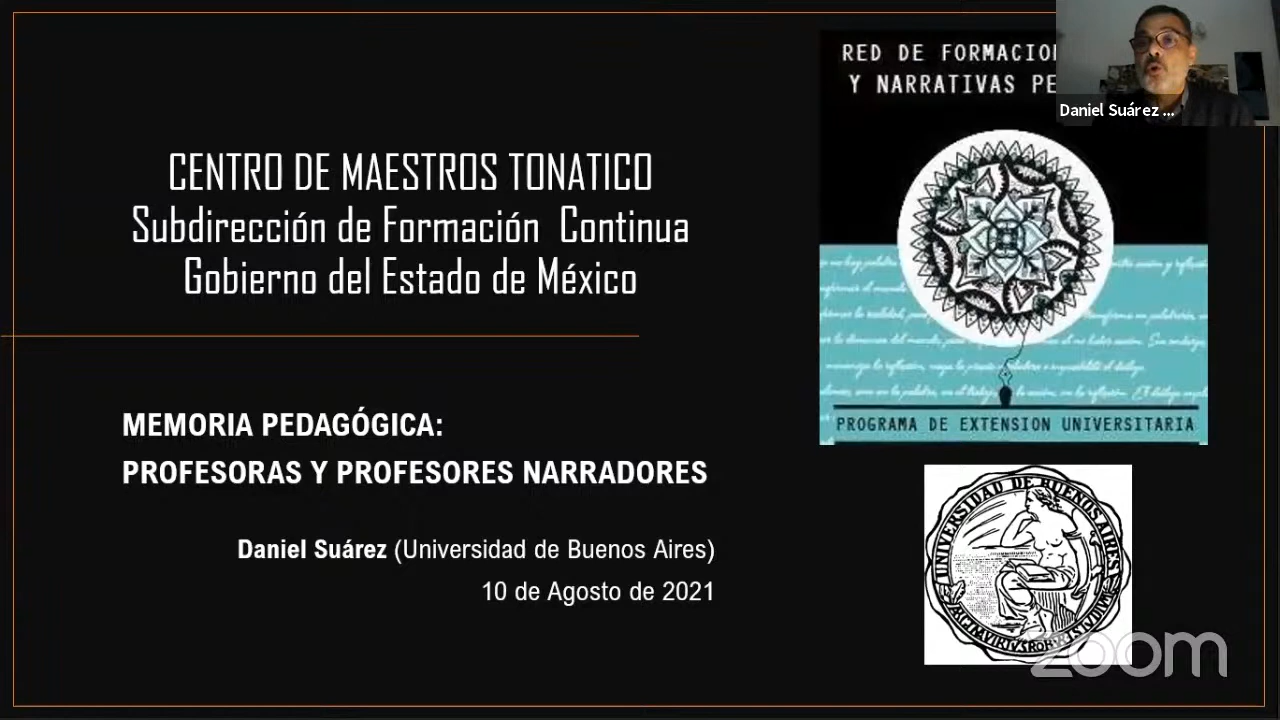 CENTRO DE MAESTROS TONATICO
Subdirección de Formación Continua
Gobierno del Estado de México
MEMORIA PEDAGÓGICA:
PROFESORAS Y PROFESORES NARRADORES
Daniel Suárez (Universidad de Buenos Aires)
10 de Agosto de 2021
RED DE FORMACION
Y NARRATIVAS PE
Daniel Suárez ...
PROGRAMA DE EXTENSION UNIVERSITARIA
UNIVERSIDAD DE BUENOS AIRES
zoom